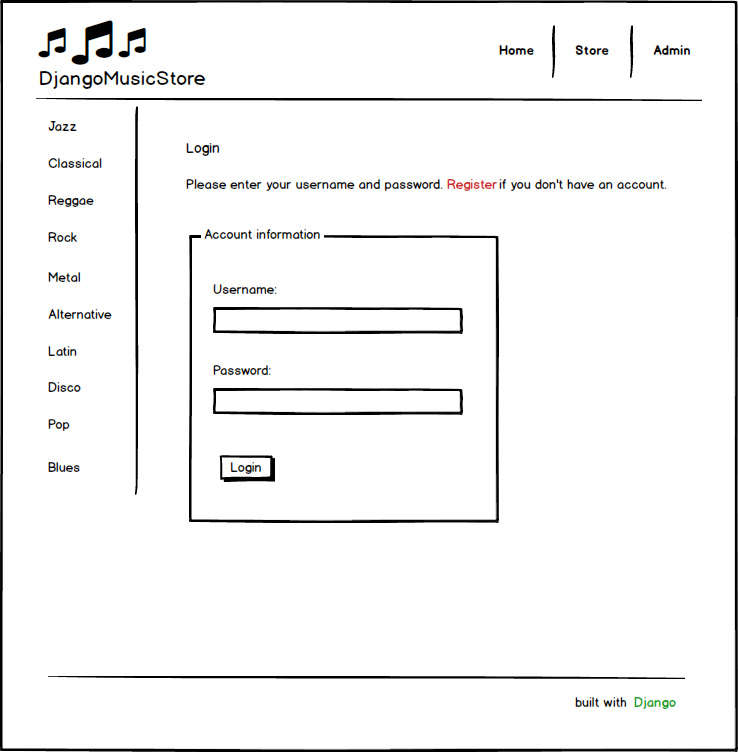 DjangoMusicStore
Home Store Admin
Jazz
Classical
Reggae
Rock
Metal
Alternative
Latin
Disco
Pop
Blues
Login
Please enter your username and password. Register if you don't have an account.
Account information
Username:
Password:
Login
built with Django